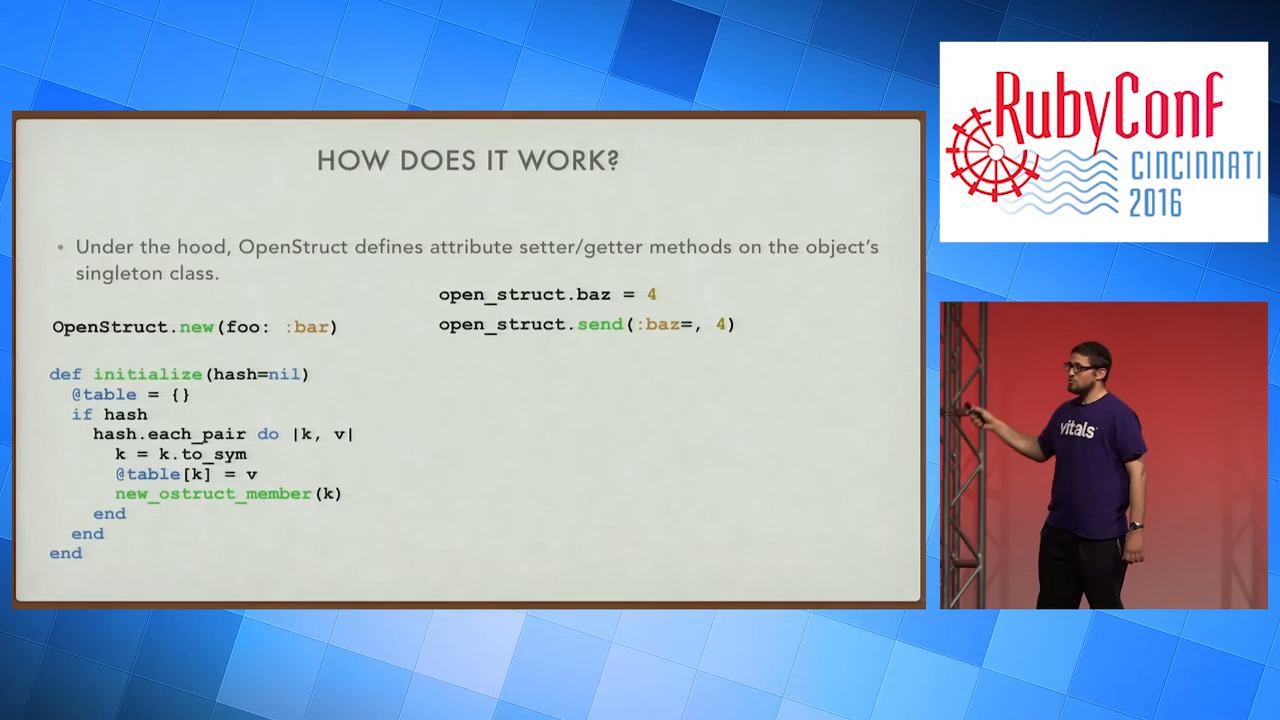 HOW DOES IT WORK?
• Under the hood, OpenStruct defines attribute setter/getter methods on the object's
singleton class.
OpenStruct.new(foo: :bar)
def initialize(hash=nil)
  @table = {}
  if hash
    hash.each_pair do |k, v|
      k = k.to_sym
      @table[k] = v
      new_ostruct_member(k)
    end
  end
end
open_struct.baz = 4
open_struct.send(:baz=, 4)
RubyConf
CINCINNATI
2016
vitals